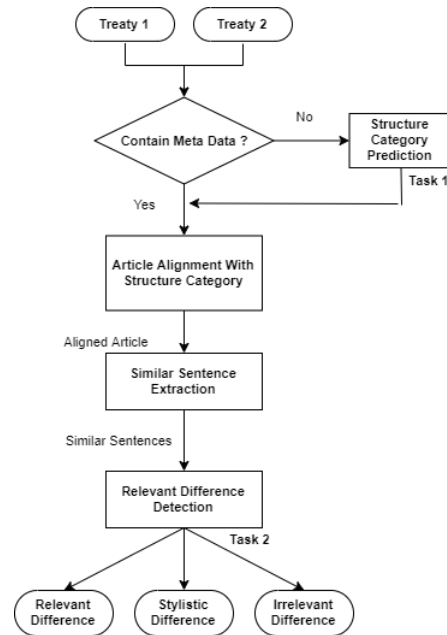 Treaty 1
Treaty 2
Contain Meta Data ?
No
Structure
Category
Prediction
Task 1
Yes
Article Alignment With
Structure Category
Aligned Article
Similar Sentence
Extraction
Similar Sentences
Relevant Difference
Detection
Task 2
Relevant
Difference
Stylistic
Difference
Irrelevant
Difference